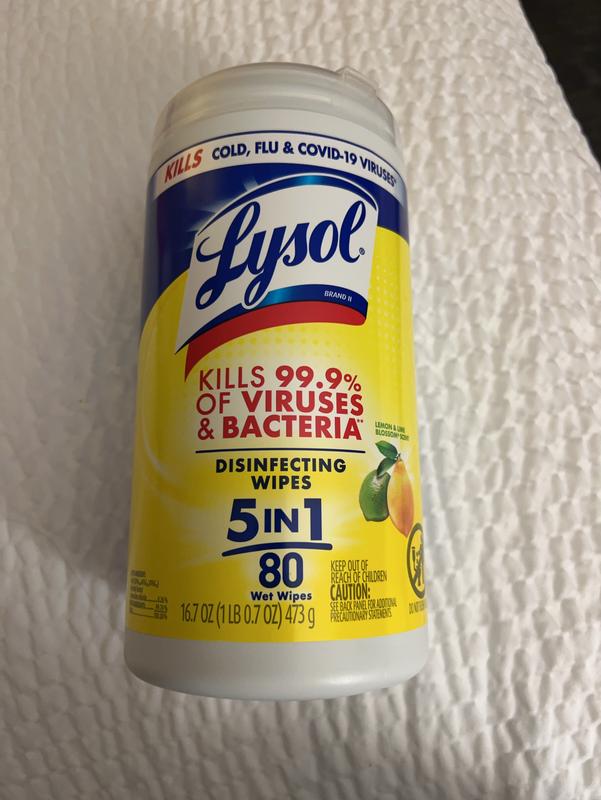 KILLS COLD, FLU & COVID-19 VIRUSES*
Lysol®
BRAND II
KILLS 99.9%
OF VIRUSES
& BACTERIA**
LEMON & LIME
BLOSSOM® SCENT
DISINFECTING
WIPES
5 IN 1
80
Wet Wipes
16.7 OZ (1 LB 0.7 OZ) 473 g
KEEP OUT OF
REACH OF CHILDREN
CAUTION:
SEE BACK PANEL FOR ADDITIONAL
PRECAUTIONARY STATEMENTS.
DO NOT